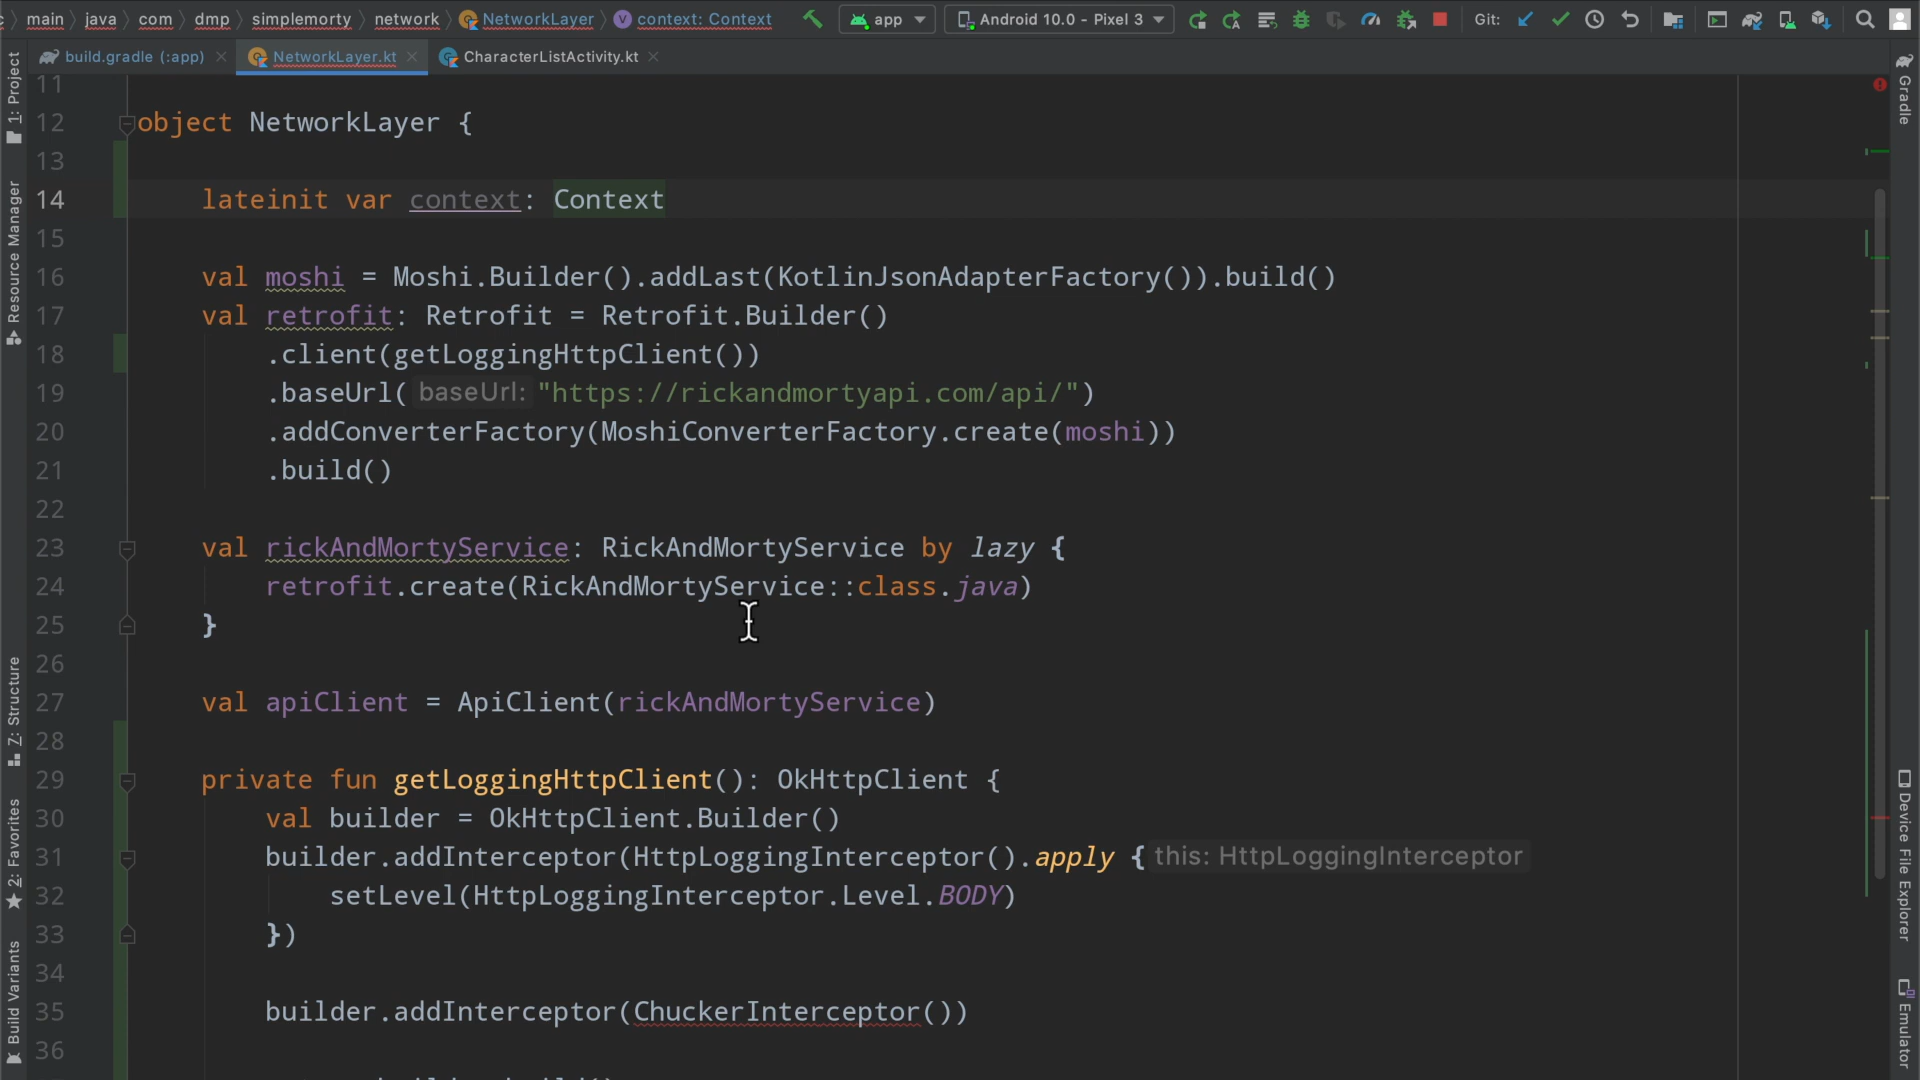 main
java
com
dmp
simplemorty
network
NetworkLayer
context: Context
app
Android 10.0 - Pixel 3
Git:
build.gradle (:app)
NetworkLayer.kt
CharacterListActivity.kt
1: Project
Resource Manager
Z: Structure
2: Favorites
Build Variants
Gradle
Device File Explorer
Emulator
11
12 object NetworkLayer {
13
14 lateinit var context: Context
15
16 val moshi = Moshi.Builder().addLast(KotlinJsonAdapterFactory()).build()
17 val retrofit: Retrofit = Retrofit.Builder()
18 .client(getLoggingHttpClient())
19 .baseUrl( baseUrl: "https://rickandmortyapi.com/api/")
20 .addConverterFactory(MoshiConverterFactory.create(moshi))
21 .build()
22
23 val rickAndMortyService: RickAndMortyService by lazy {
24 retrofit.create(RickAndMortyService::class.java)
25 }
26
27 val apiClient = ApiClient(rickAndMortyService)
28
29 private fun getLoggingHttpClient(): OkHttpClient {
30 val builder = OkHttpClient.Builder()
31 builder.addInterceptor(HttpLoggingInterceptor().apply { this: HttpLoggingInterceptor
32 setLevel(HttpLoggingInterceptor.Level.BODY)
33 })
34
35 builder.addInterceptor(ChuckerInterceptor())
36